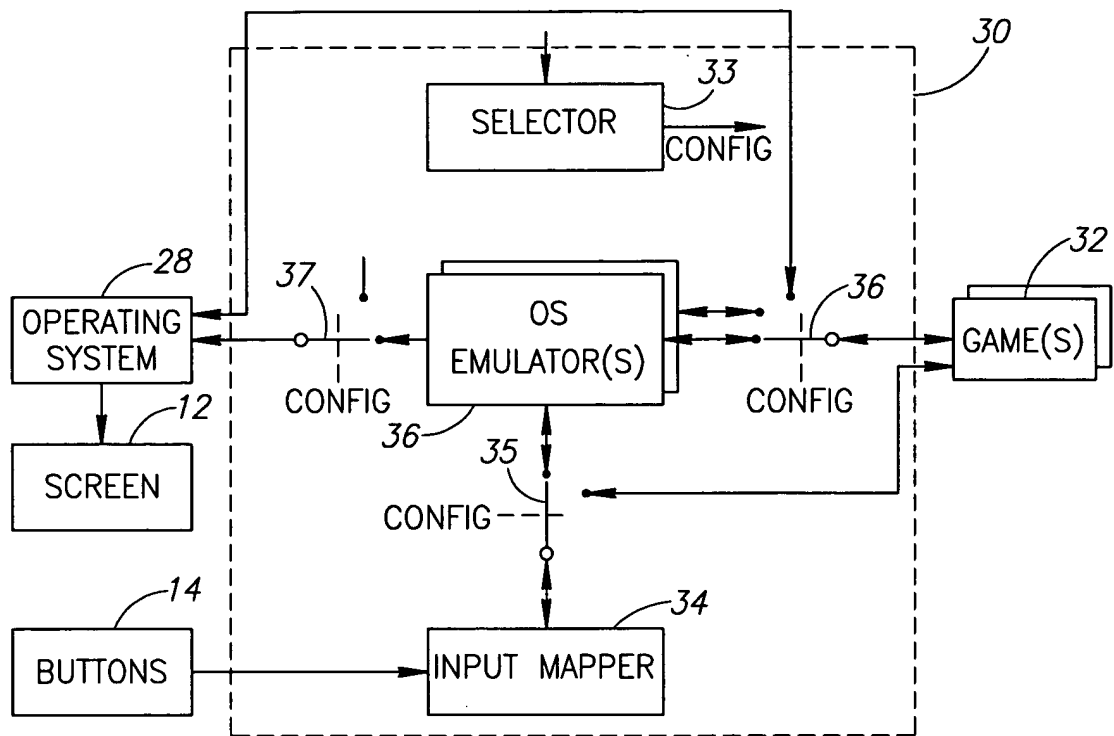 30
33
SELECTOR
CONFIG
28
OPERATING
SYSTEM
37
CONFIG
OS
EMULATOR(S)
36
36
CONFIG
32
GAME(S)
12
SCREEN
35
CONFIG
14
BUTTONS
34
INPUT MAPPER